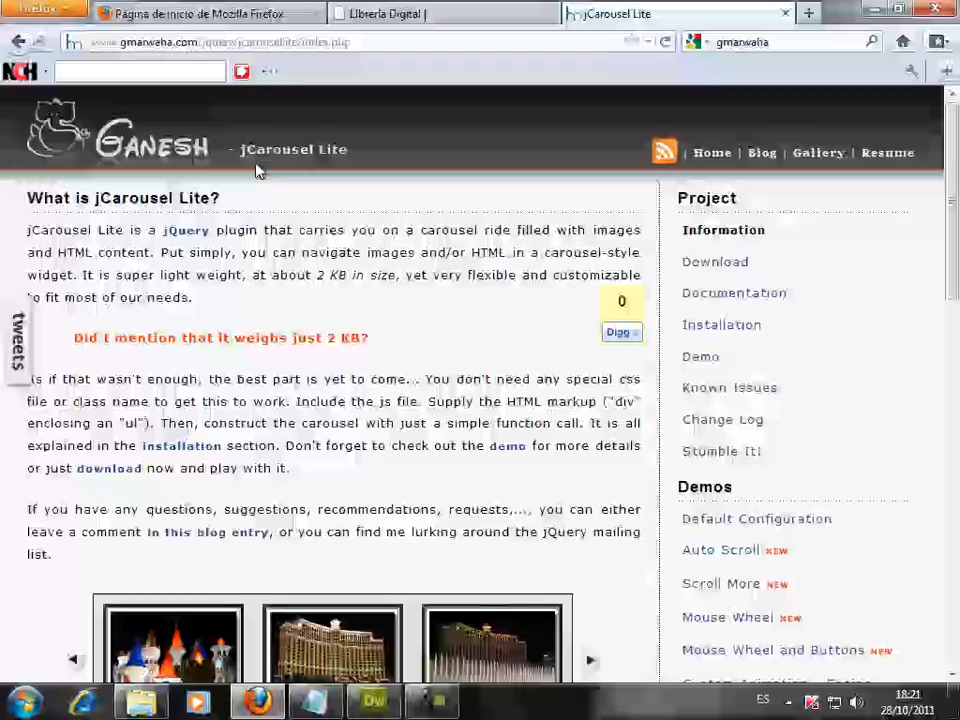 Firefox
Página de inicio de Mozilla Firefox
Librería Digital |
jCarousel Lite
www.gmarwaha.com/jquery/jcarousellite/index.php
gmarwaha
NCH
GANESH - jCarousel Lite
| Home | Blog | Gallery | Resume
What is jCarousel Lite?
jCarousel Lite is a jQuery plugin that carries you on a carousel ride filled with images
and HTML content. Put simply, you can navigate images and/or HTML in a carousel-style
widget. It is super light weight, at about 2 KB in size, yet very flexible and customizable
to fit most of our needs.
0
Digg
Did I mention that it weighs just 2 KB?
tweets
As if that wasn't enough, the best part is yet to come... You don't need any special css
file or class name to get this to work. Include the js file. Supply the HTML markup ("div"
enclosing an "ul"). Then, construct the carousel with just a simple function call. It is all
explained in the installation section. Don't forget to check out the demo for more details
or just download now and play with it.
If you have any questions, suggestions, recommendations, requests,..., you can either
leave a comment in this blog entry, or you can find me lurking around the jQuery mailing
list.
Project
Information
Download
Documentation
Installation
Demo
Known Issues
Change Log
Stumble It!
Demos
Default Configuration
Auto Scroll NEW
Scroll More NEW
Mouse Wheel NEW
Mouse Wheel and Buttons NEW
Dw
ES
18:21
28/10/2011